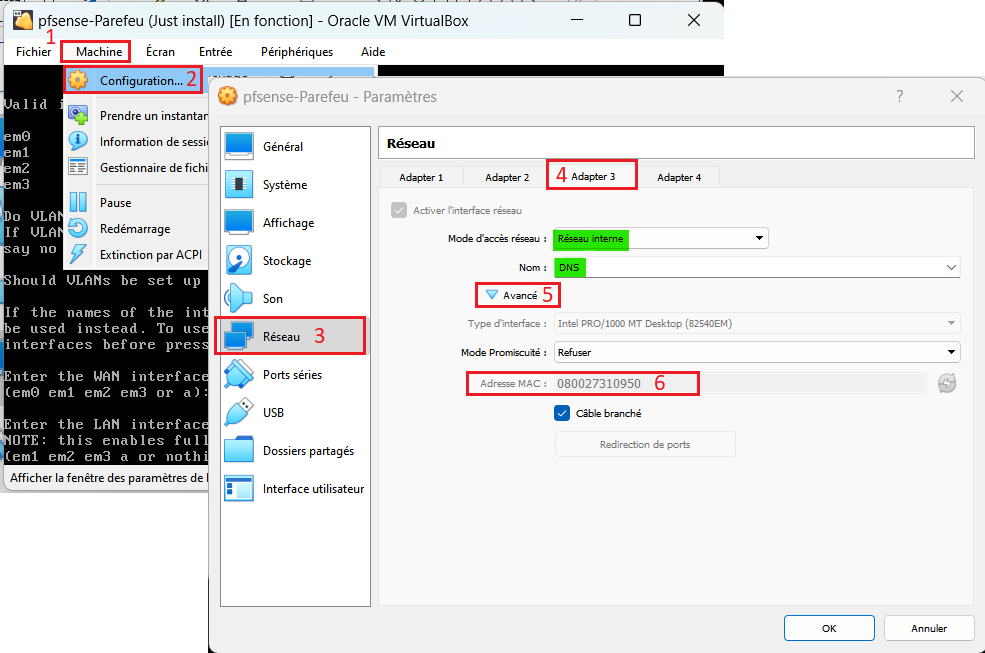 pfsense-Parefeu (Just install) [En fonction] - Oracle VM VirtualBox
1
Fichier Machine Écran Entrée Périphériques Aide
Configuration... 2
Prendre un instantan
Information de sessi
Gestionnaire de fichi
Pause
Redémarrage
Extinction par ACPI
Valid i
em0
em1
em2
em3
Do VLAN
If VLAN
say no
Should VLANs be set up
If the names of the int
be used instead. To use
interfaces before press
Enter the WAN interface
(em0 em1 em2 em3 or a):
Enter the LAN interface
NOTE: this enables full
(em1 em2 em3 a or nothi
Afficher la fenêtre des paramètres de l
pfsense-Parefeu - Paramètres
?
Général
Système
Affichage
Stockage
Son
Réseau 3
Ports séries
USB
Dossiers partagés
Interface utilisateur
Réseau
Adapter 1 Adapter 2 4 Adapter 3 Adapter 4
Activer l'interface réseau
Mode d'accès réseau : Réseau interne
Nom : DNS
Avancé 5
Type d'interface : Intel PRO/1000 MT Desktop (82540EM)
Mode Promiscuité : Refuser
Adresse MAC : 080027310950 6
Câble branché
Redirection de ports
OK Annuler